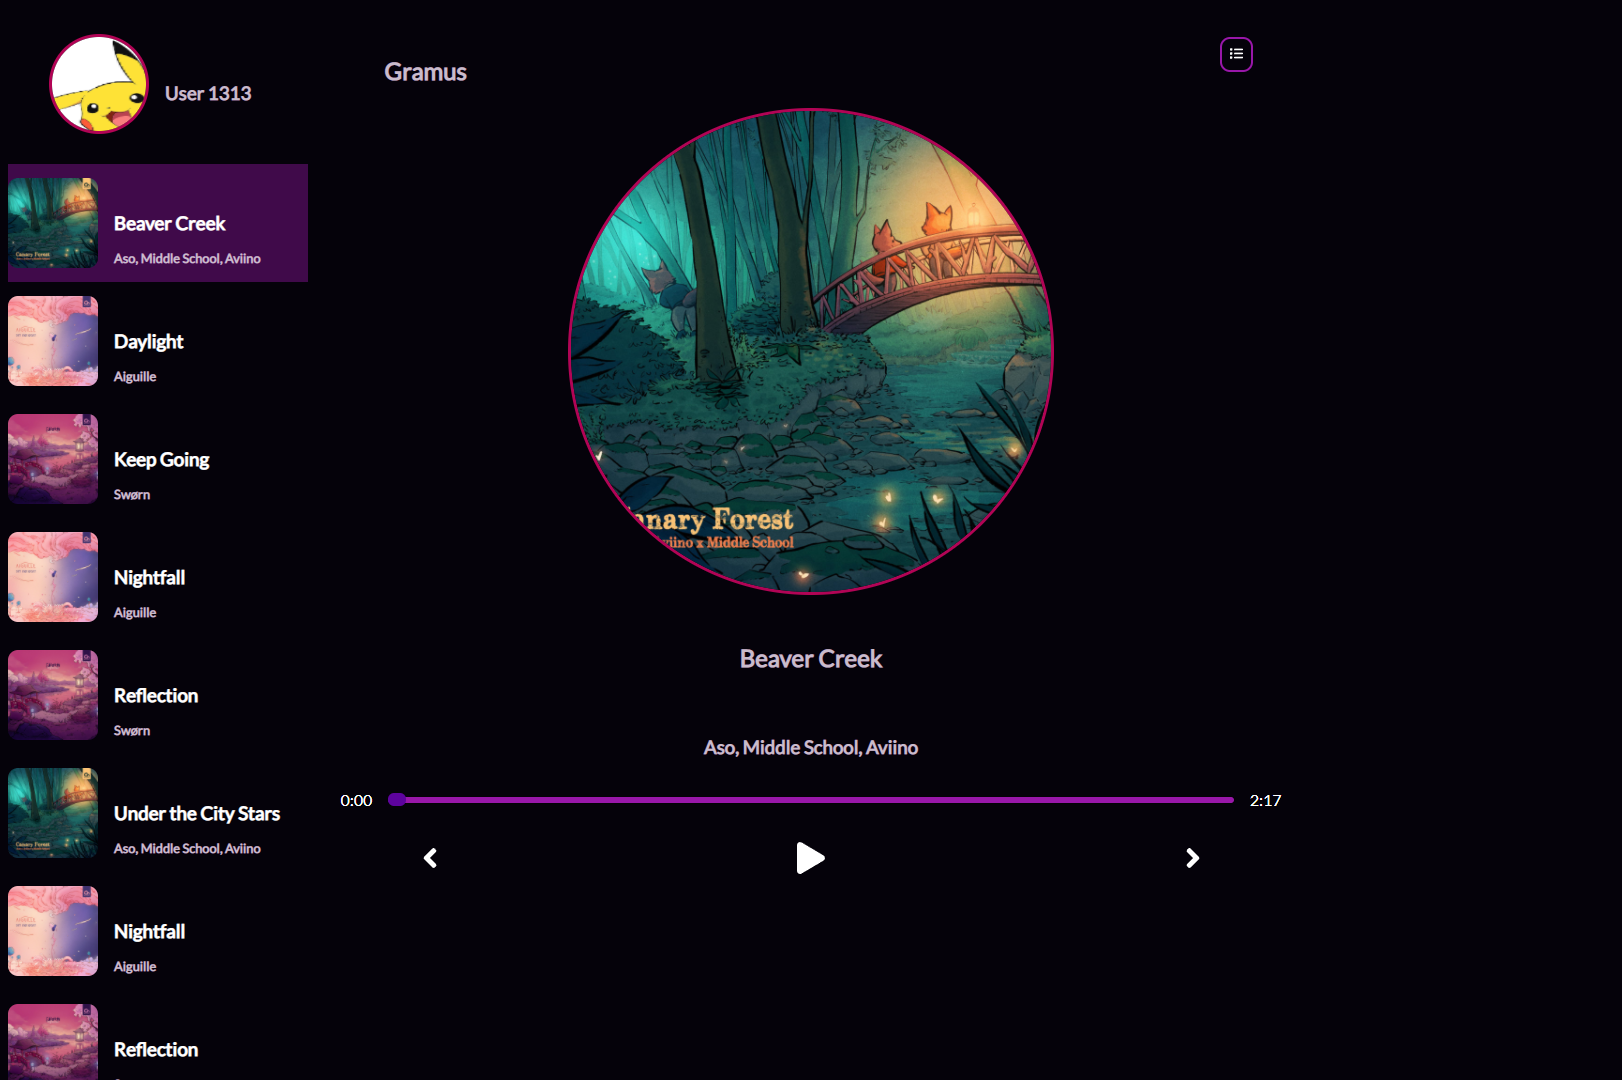 User 1313
Gramus
Beaver Creek
Aso, Middle School, Aviino
Daylight
Aiguille
Keep Going
Swørn
Nightfall
Aiguille
Reflection
Swørn
Under the City Stars
Aso, Middle School, Aviino
Nightfall
Aiguille
Reflection
Forest
x Middle School
Beaver Creek
Aso, Middle School, Aviino
0:00
2:17